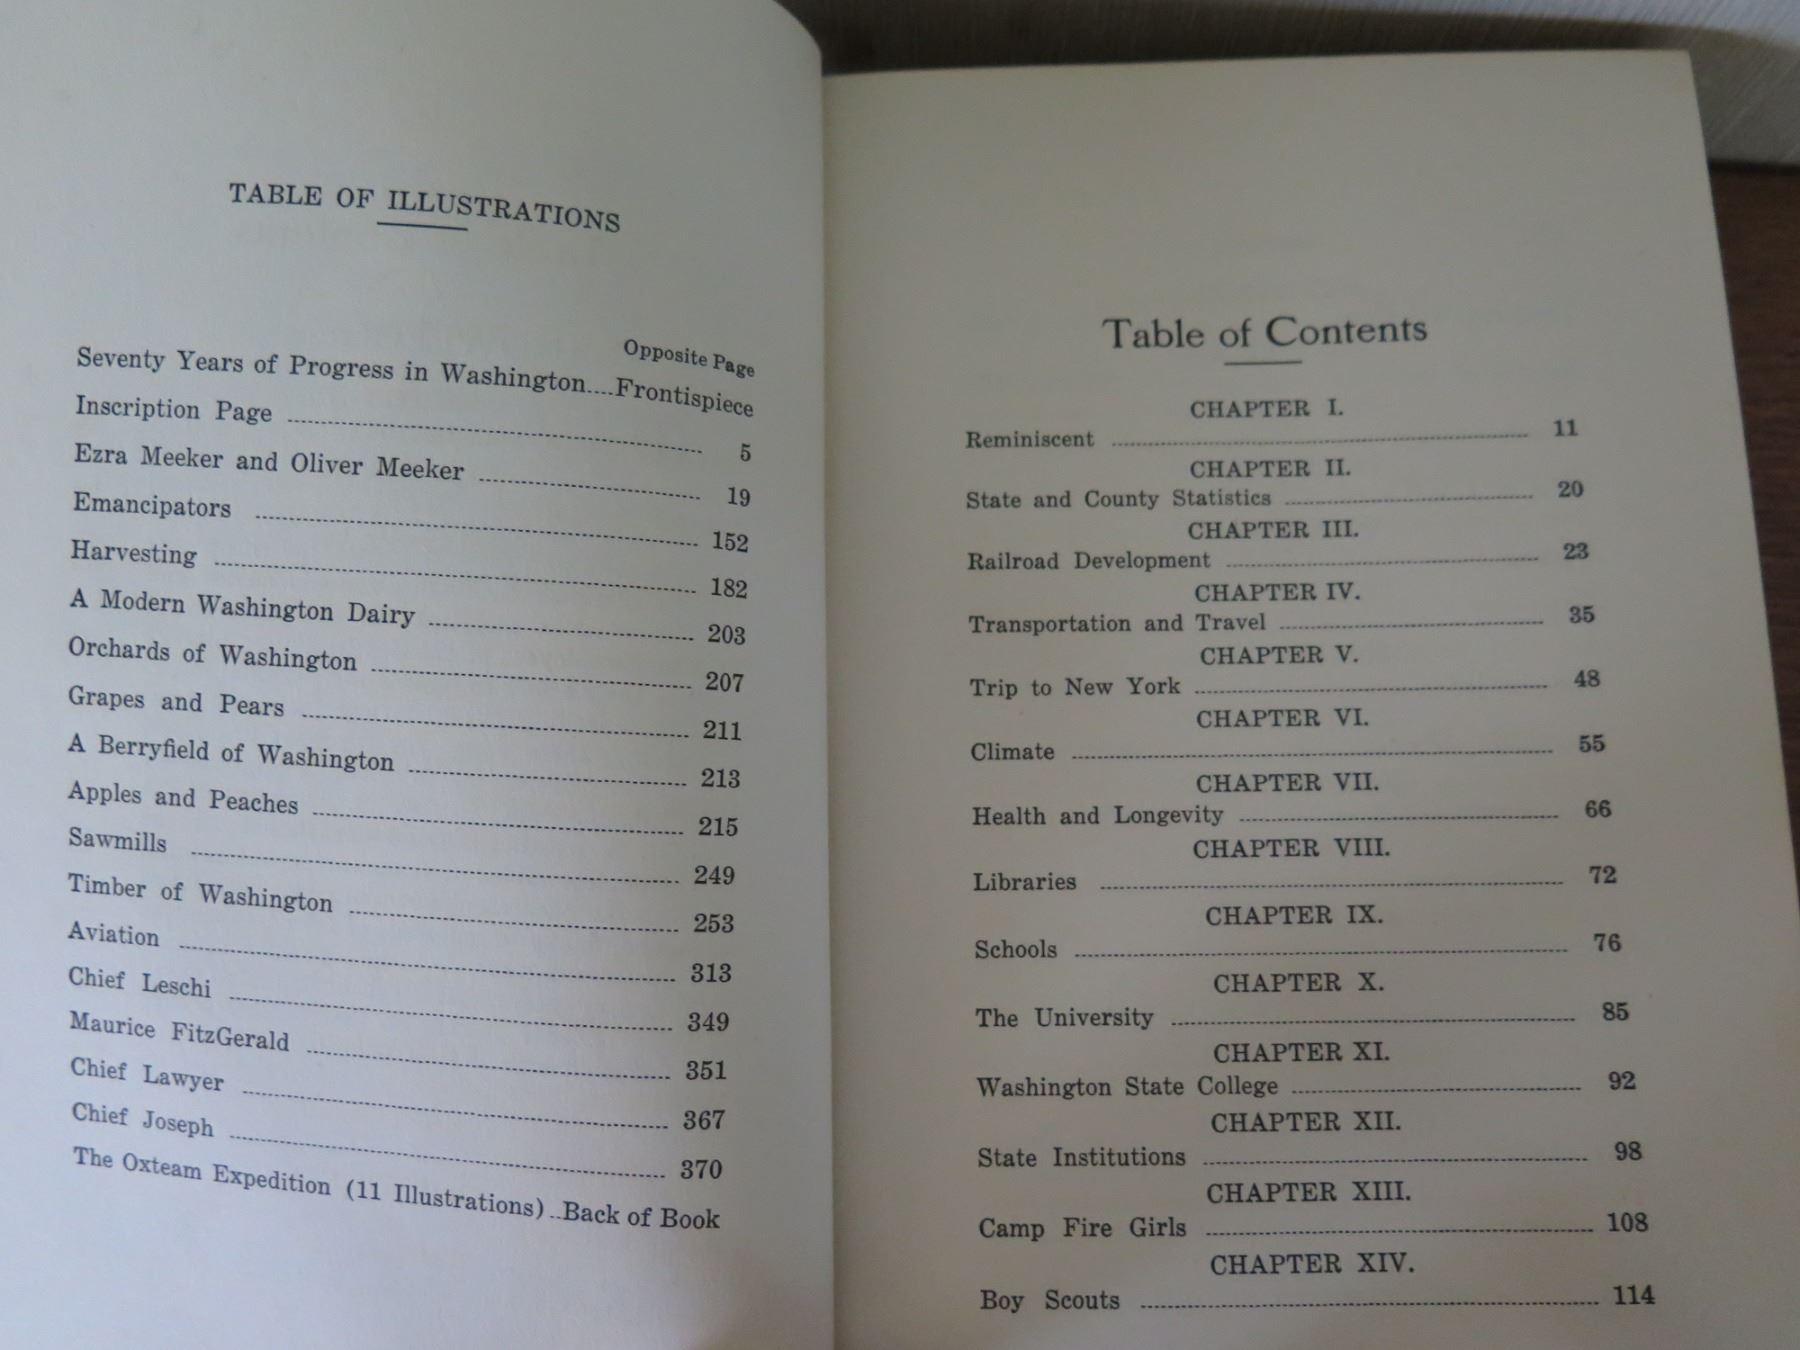 TABLE OF ILLUSTRATIONS
Opposite Page
Seventy Years of Progress in Washington....Frontispiece
Inscription Page 5
Ezra Meeker and Oliver Meeker 19
Emancipators 152
Harvesting 182
A Modern Washington Dairy 203
Orchards of Washington 207
Grapes and Pears 211
A Berryfield of Washington 213
Apples and Peaches 215
Sawmills 249
Timber of Washington 253
Aviation 313
Chief Leschi 349
Maurice FitzGerald 351
Chief Lawyer 367
Chief Joseph 370
The Oxteam Expedition (11 Illustrations)..Back of Book
Table of Contents
CHAPTER I.
Reminiscent 11
CHAPTER II.
State and County Statistics 20
CHAPTER III.
Railroad Development 23
CHAPTER IV.
Transportation and Travel 35
CHAPTER V.
Trip to New York 48
CHAPTER VI.
Climate 55
CHAPTER VII.
Health and Longevity 66
CHAPTER VIII.
Libraries 72
CHAPTER IX.
Schools 76
CHAPTER X.
The University 85
CHAPTER XI.
Washington State College 92
CHAPTER XII.
State Institutions 98
CHAPTER XIII.
Camp Fire Girls 108
CHAPTER XIV.
Boy Scouts 114